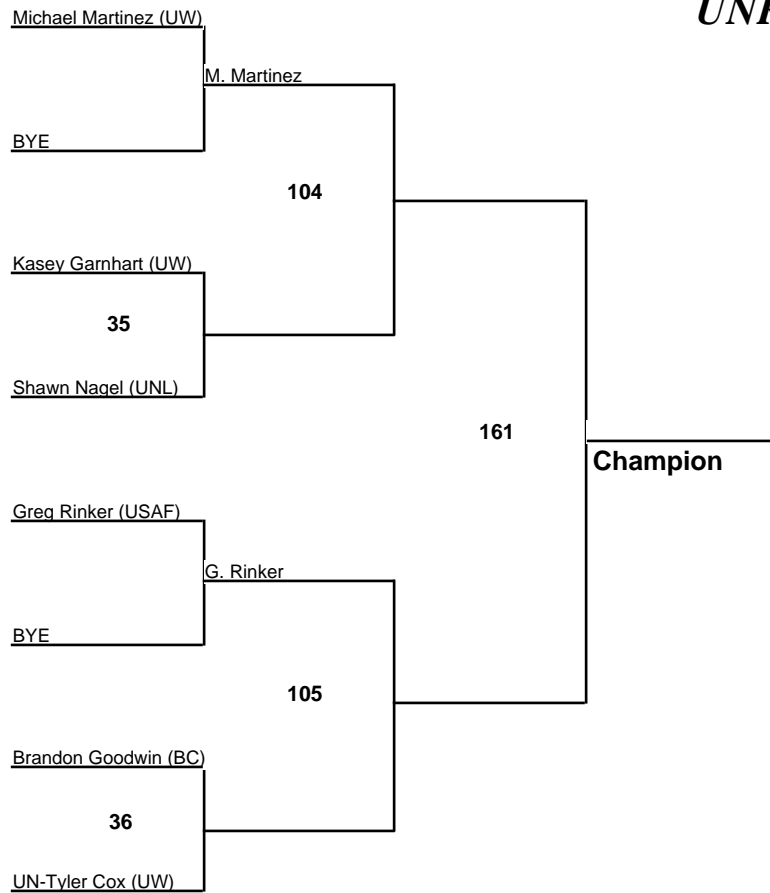 Michael Martinez (UW)
M. Martinez
BYE
104
Kasey Garnhart (UW)
35
Shawn Nagel (UNL)
161
Champion
Greg Rinker (USAF)
G. Rinker
BYE
105
Brandon Goodwin (BC)
36
UN-Tyler Cox (UW)